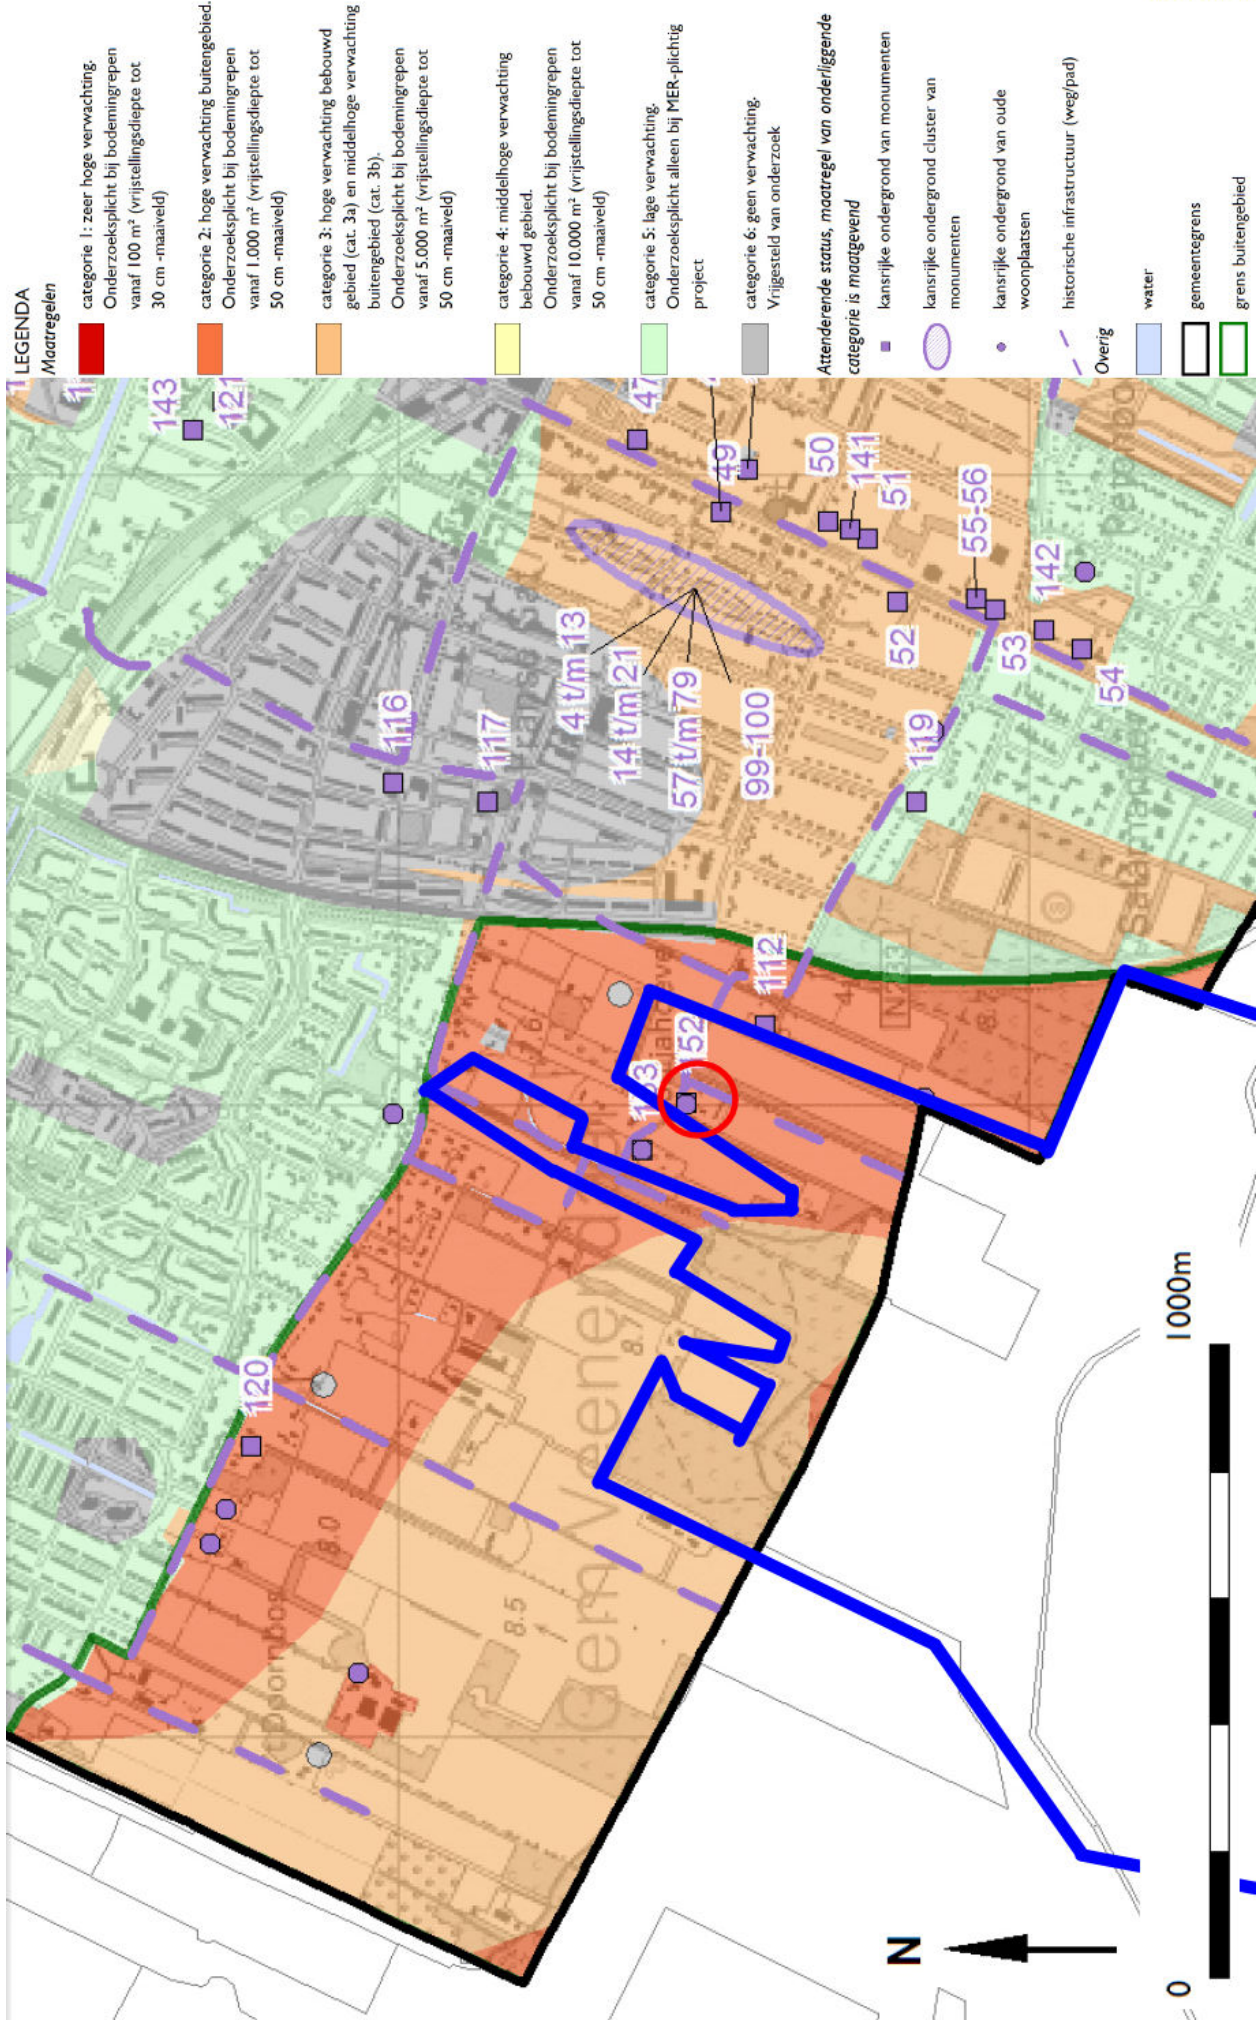 LEGENDA
Maatregelen
categorie 1: zeer hoge verwachting.
Onderzoeksplicht bij bodemingrepen
vanaf 100 m² (vrijstellingsdiepte tot
30 cm -maaiveld)
categorie 2: hoge verwachting buitengebied.
Onderzoeksplicht bij bodemingrepen
vanaf 1.000 m² (vrijstellingsdiepte tot
50 cm -maaiveld)
categorie 3: hoge verwachting bebouwd
gebied (cat. 3a) en middelhoge verwachting
buitengebied (cat. 3b).
Onderzoeksplicht bij bodemingrepen
vanaf 5.000 m² (vrijstellingsdiepte tot
50 cm -maaiveld)
categorie 4: middelhoge verwachting
bebouwd gebied.
Onderzoeksplicht bij bodemingrepen
vanaf 10.000 m² (vrijstellingsdiepte tot
50 cm -maaiveld)
categorie 5: lage verwachting.
Onderzoeksplicht alleen bij MER-plichtig
project
categorie 6: geen verwachting.
Vrijgesteld van onderzoek
Attenderende status, maatregel van onderliggende
categorie is maatgevend
kansrijke ondergrond van monumenten
kansrijke ondergrond cluster van
monumenten
kansrijke ondergrond van oude
woonplaatsen
historische infrastructuur (weg/pad)
Overig
water
gemeentegrens
grens buitengebied
143
121
47
49
50
141
51
55-56
142
52
53
54
116
117
4 t/m 13
14 t/m 21
57 t/m 79
99-100
119
112
152
153
120
Doornbos
8.0
8.5
Gem Veenendaal
N
0
1000m